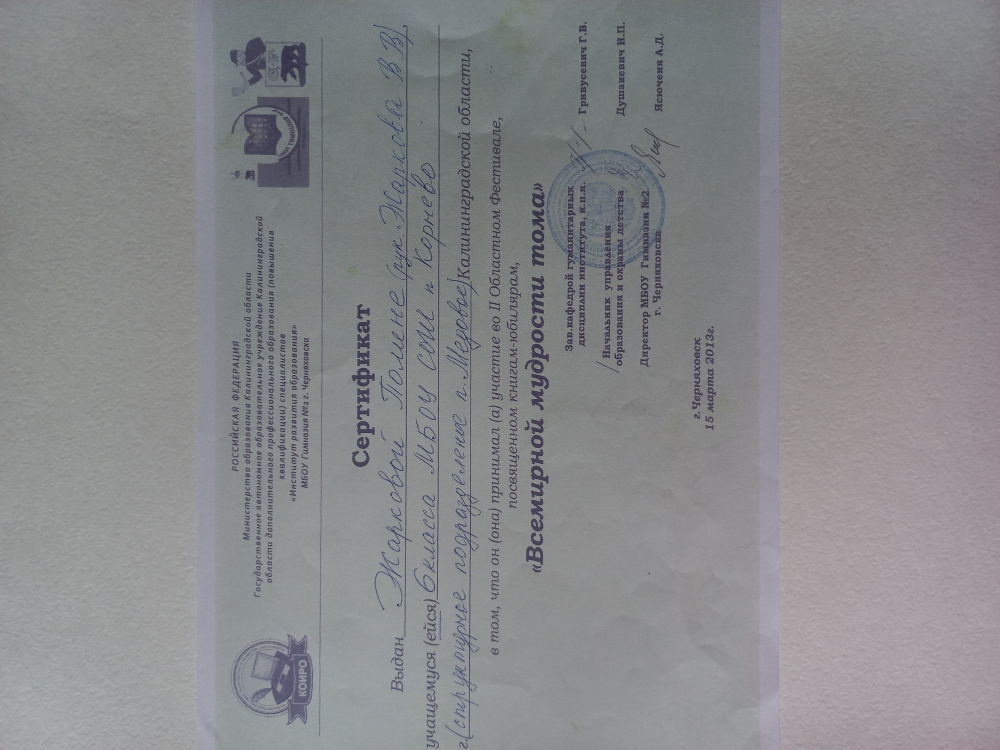 РОССИЙСКАЯ ФЕДЕРАЦИЯ
Министерство образования Калининградской области
Государственное автономное образовательное учреждение Калининградской
области дополнительного профессионального образования (повышения
квалификации) специалистов
«Институт развития образования»
МБОУ Гимназия №2 г. Черняховска
КОИРО
Сертификат
Выдан Жарковой Полине (рук. Жаркова В.В),
учащемуся (ейся) 6 класса МБОУ сош п Корнево
г. (структурное подразделение п. Медовое) Калининградской области,
в том, что он (она) принимал (а) участие во II Областном Фестивале,
посвященном книгам-юбилярам,
«Всемирной мудрости тома»
Зав.кафедрой гуманитарных
дисциплин института, к.п.н. Гривусевич Г.В.
Начальник управления
образования и охраны детства Душакевич И.П.
Директор МБОУ Гимназии №2
г. Черняховска Ясюченя А.Д.
г.Черняховск
15 марта 2013г.